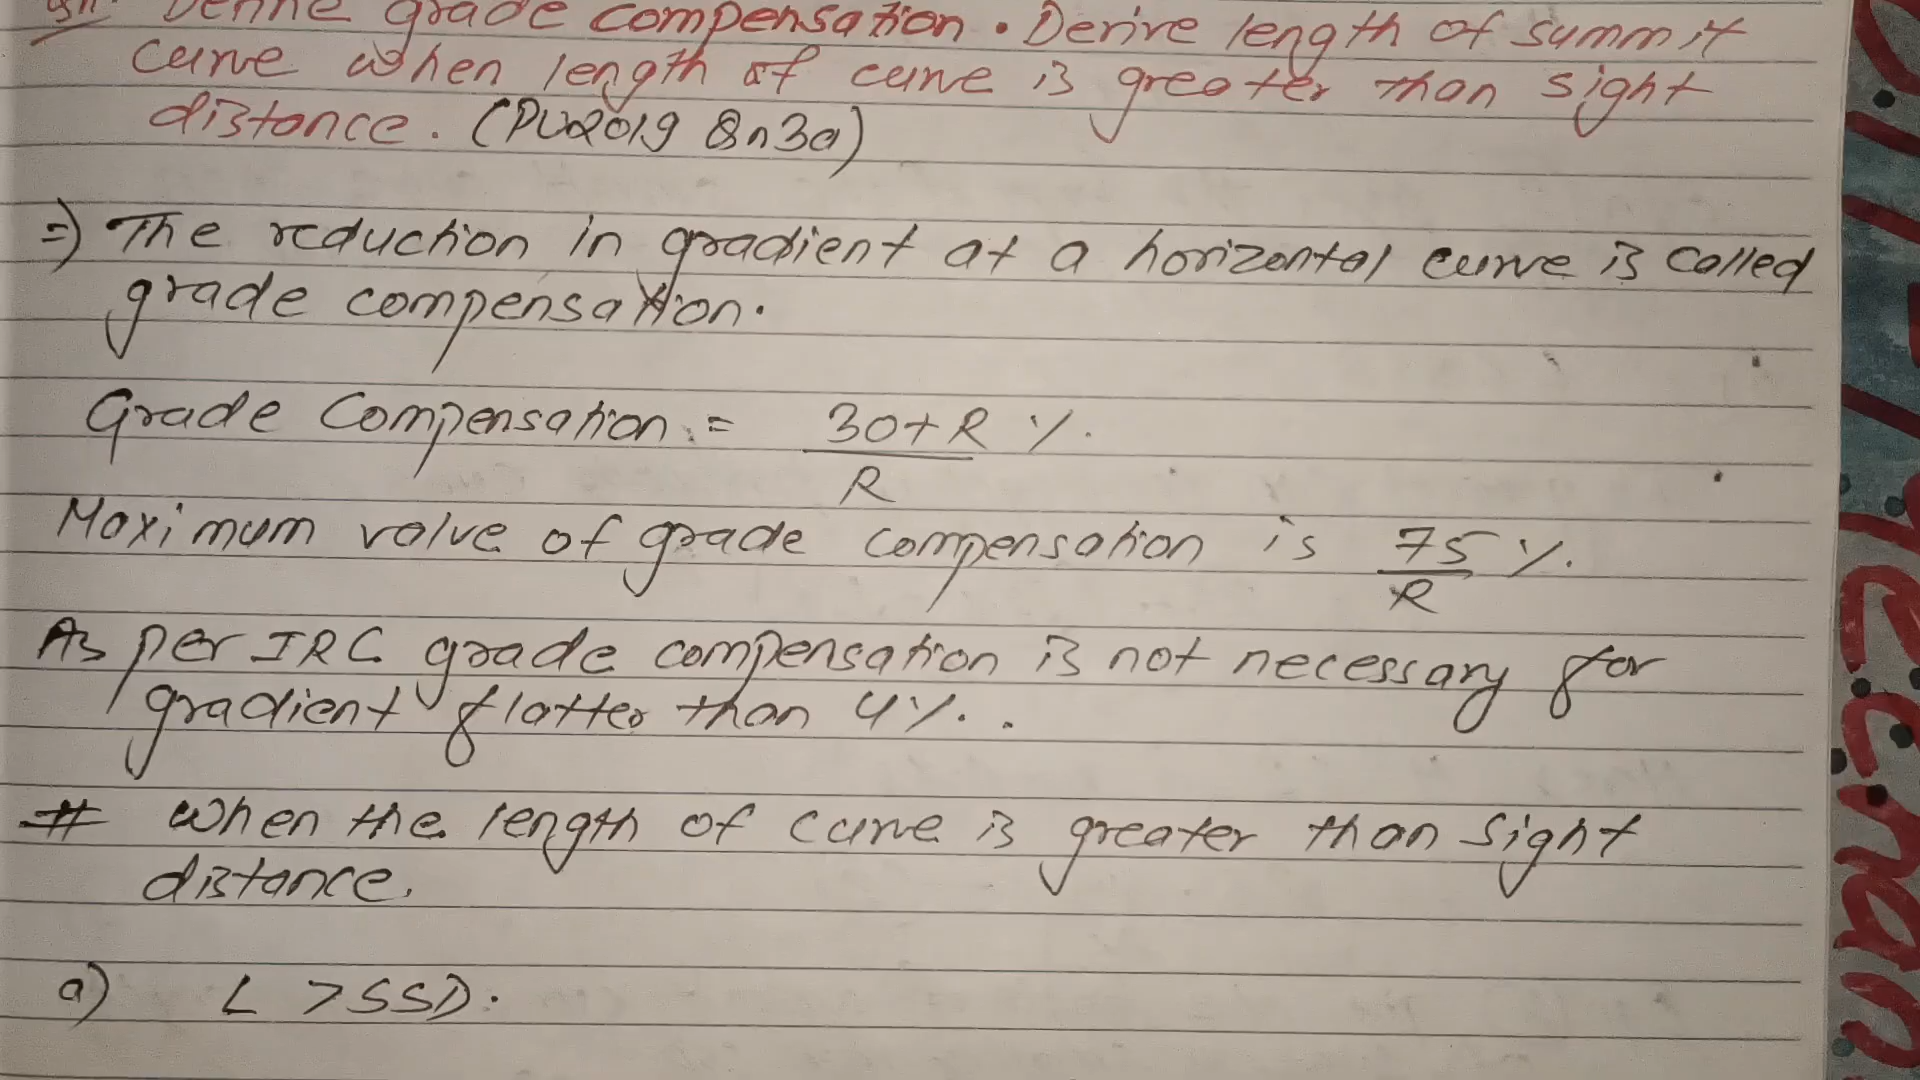 Define grade compensation. Derive length of summit
curve when length of curve is greater than sight
distance. (PU2019 Qn3a)
=) The reduction in gradient at a horizontal curve is called
grade compensation.
Grade Compensation = 30+R %.
R
Maximum value of grade compensation is 75 %.
R
As per IRC grade compensation is not necessary for
gradient flatter than 4%..
# When the length of curve is greater than Sight
distance.
a) L > SSD.